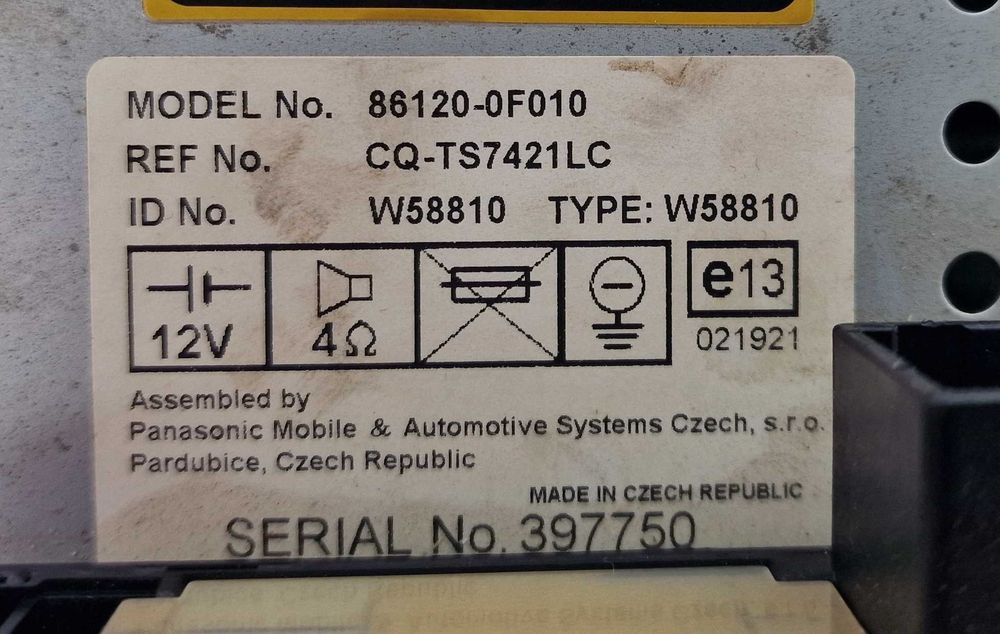 MODEL No. 86120-0F010
REF No. CQ-TS7421LC
ID No. W58810 TYPE: W58810
12V 4Ω e13
021921
Assembled by
Panasonic Mobile & Automotive Systems Czech, s.r.o.
Pardubice, Czech Republic
MADE IN CZECH REPUBLIC
SERIAL No. 397750